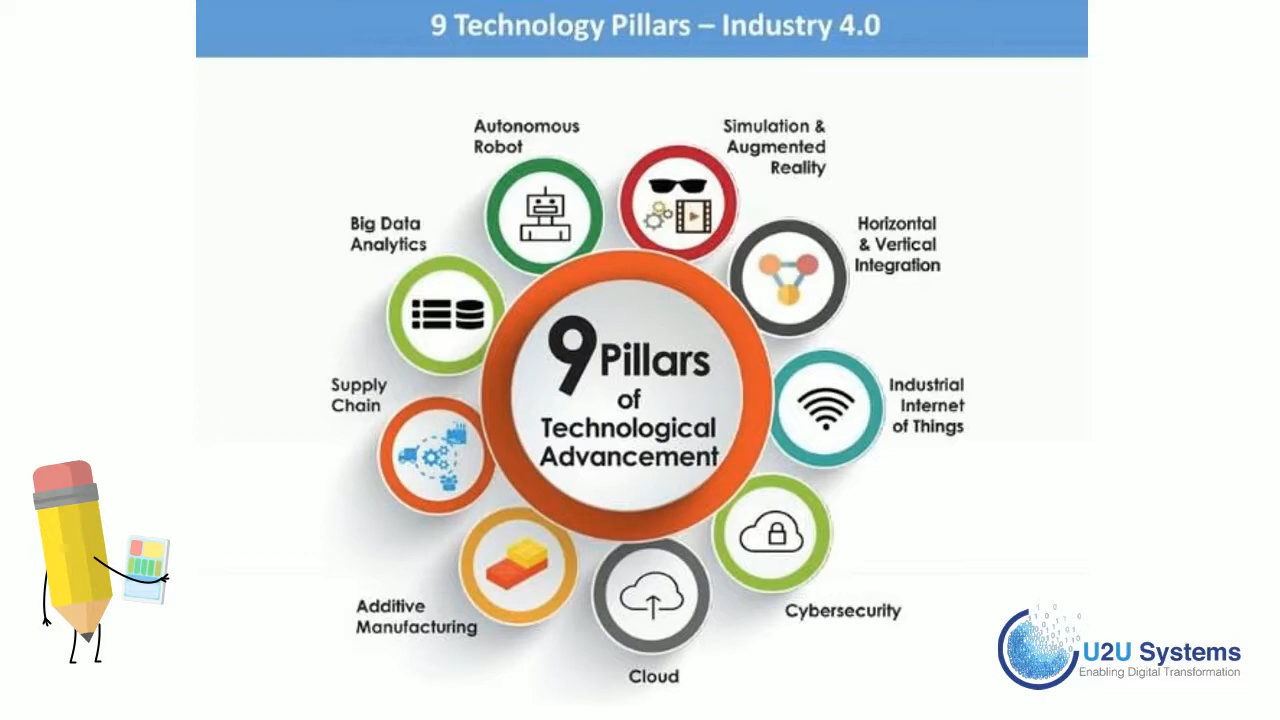 9 Technology Pillars – Industry 4.0
Autonomous
Robot
Simulation &
Augmented
Reality
Big Data
Analytics
Horizontal
& Vertical
Integration
9 Pillars
of
Technological
Advancement
Supply
Chain
Industrial
Internet
of Things
Additive
Manufacturing
Cybersecurity
Cloud
U2U Systems
Enabling Digital Transformation